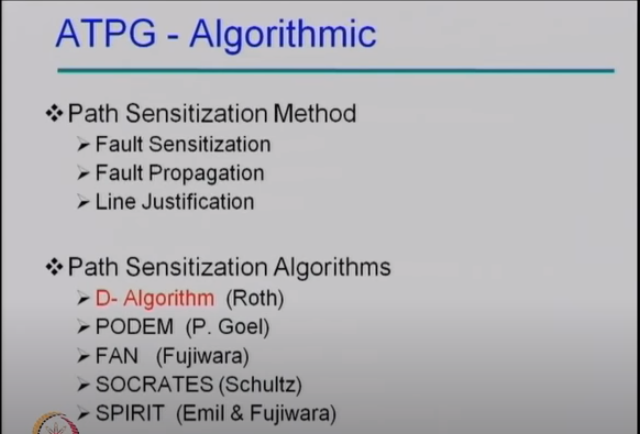 ATPG - Algorithmic
Path Sensitization Method
Fault Sensitization
Fault Propagation
Line Justification
Path Sensitization Algorithms
D- Algorithm (Roth)
PODEM (P. Goel)
FAN (Fujiwara)
SOCRATES (Schultz)
SPIRIT (Emil & Fujiwara)